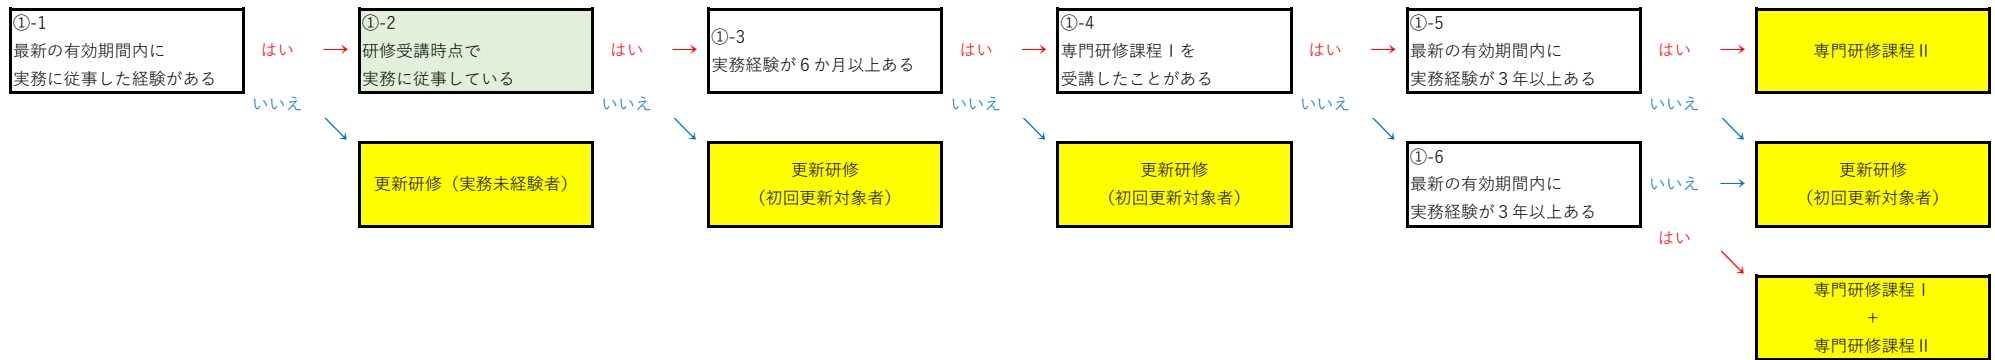 ①-1
最新の有効期間内に
実務に従事した経験がある
はい
→
①-2
研修受講時点で
実務に従事している
はい
→
①-3
実務経験が６か月以上ある
はい
→
①-4
専門研修課程Ⅰを
受講したことがある
はい
→
①-5
最新の有効期間内に
実務経験が３年以上ある
はい
→
専門研修課程Ⅱ
いいえ
いいえ
いいえ
いいえ
いいえ
更新研修（実務未経験者）
更新研修
（初回更新対象者）
更新研修
（初回更新対象者）
①-6
最新の有効期間内に
実務経験が３年以上ある
いいえ
→
更新研修
（初回更新対象者）
はい
専門研修課程Ⅰ
+
専門研修課程Ⅱ